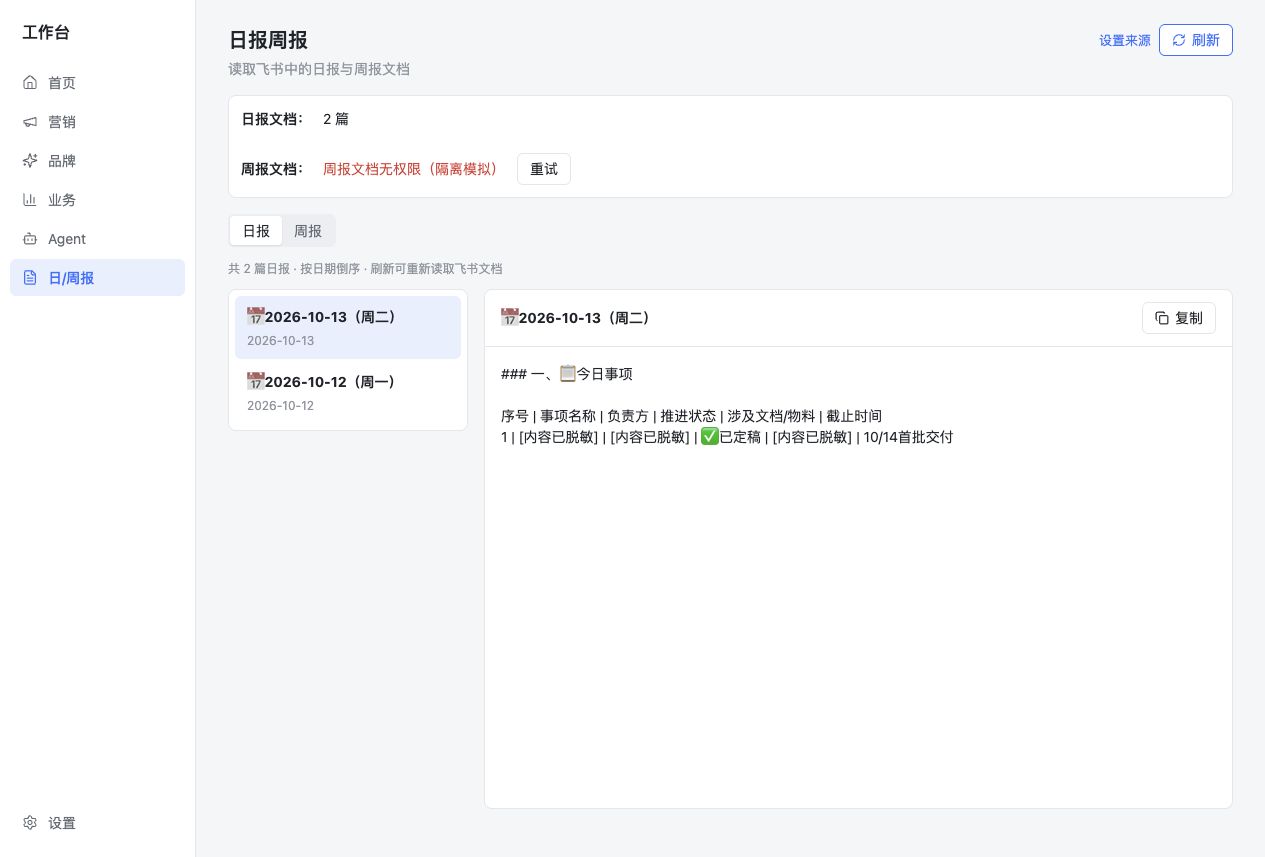 工作台
首页
营销
品牌
业务
Agent
日/周报
设置
日报周报
读取飞书中的日报与周报文档
设置来源
刷新
日报文档： 2 篇
周报文档： 周报文档无权限（隔离模拟） 重试
日报 周报
共 2 篇日报 · 按日期倒序 · 刷新可重新读取飞书文档
📅2026-10-13（周二）
2026-10-13
📅2026-10-12（周一）
2026-10-12
📅2026-10-13（周二）
复制
### 一、📋今日事项
序号 | 事项名称 | 负责方 | 推进状态 | 涉及文档/物料 | 截止时间
1 | [内容已脱敏] | [内容已脱敏] | ✅已定稿 | [内容已脱敏] | 10/14首批交付